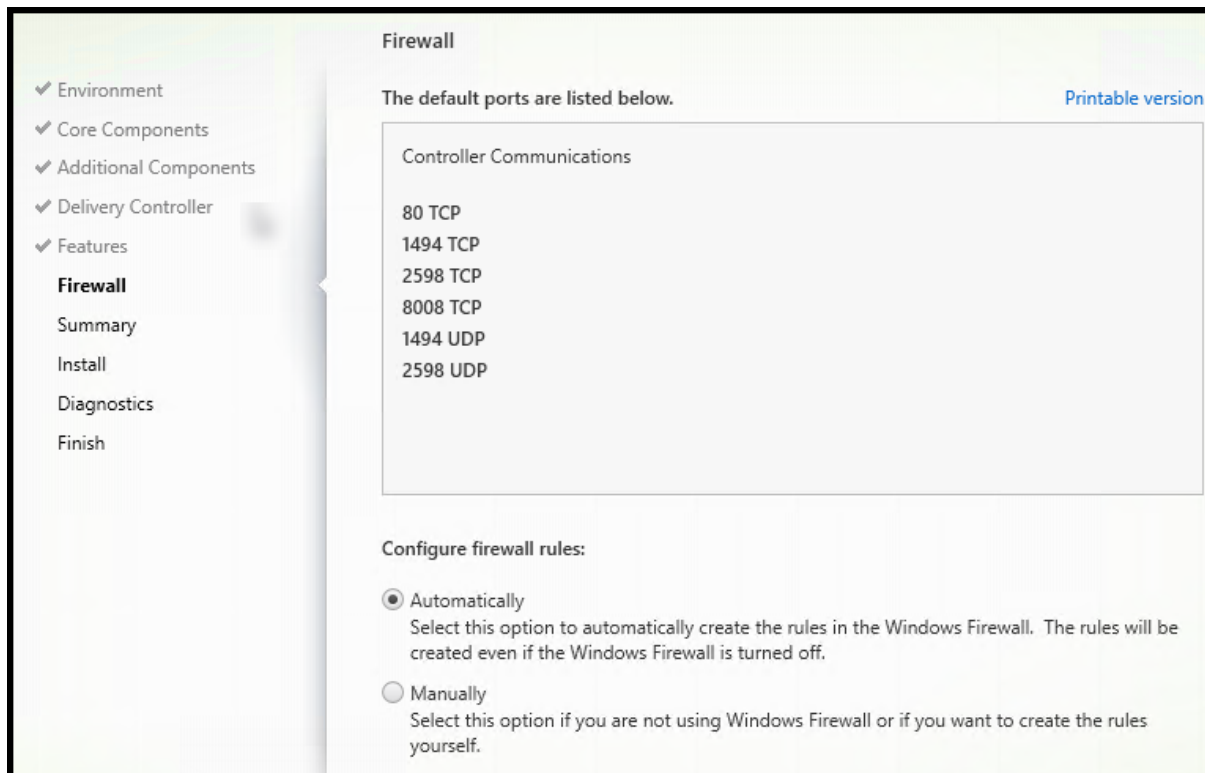 Firewall
Environment
Core Components
Additional Components
Delivery Controller
Features
Firewall
Summary
Install
Diagnostics
Finish
The default ports are listed below.
Printable version
Controller Communications
80 TCP
1494 TCP
2598 TCP
8008 TCP
1494 UDP
2598 UDP
Configure firewall rules:
Automatically
Select this option to automatically create the rules in the Windows Firewall.  The rules will be
created even if the Windows Firewall is turned off.
Manually
Select this option if you are not using Windows Firewall or if you want to create the rules
yourself.